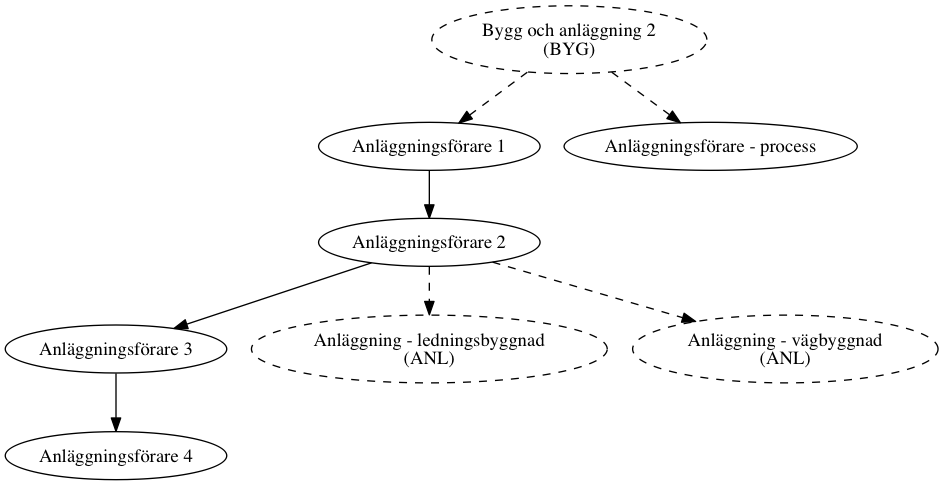 Bygg och anläggning 2
(BYG)
Anläggningsförare 1
Anläggningsförare - process
Anläggningsförare 2
Anläggningsförare 3
Anläggning - ledningsbyggnad
(ANL)
Anläggning - vägbyggnad
(ANL)
Anläggningsförare 4